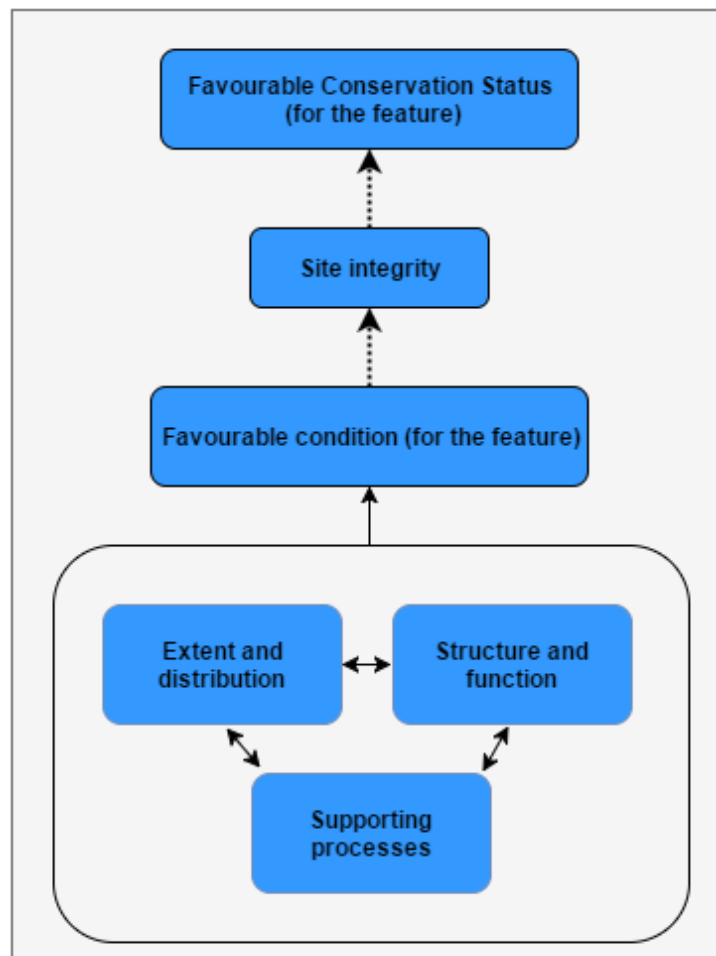 Favourable Conservation Status
(for the feature)
Site integrity
Favourable condition (for the feature)
Extent and
distribution
Structure and
function
Supporting
processes